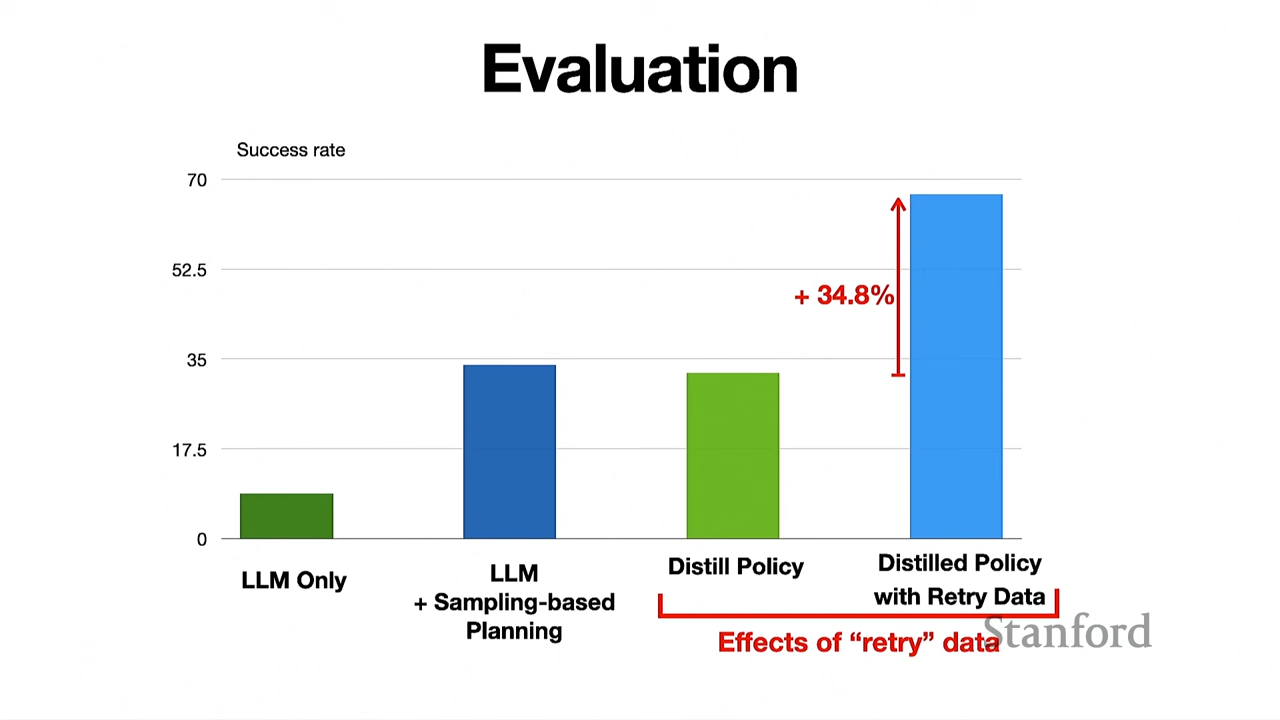 Evaluation
Success rate
70
52.5
35
17.5
0
+ 34.8%
LLM Only
LLM
+ Sampling-based
Planning
Distill Policy
Distilled Policy
with Retry Data
Effects of “retry” data
Stanford